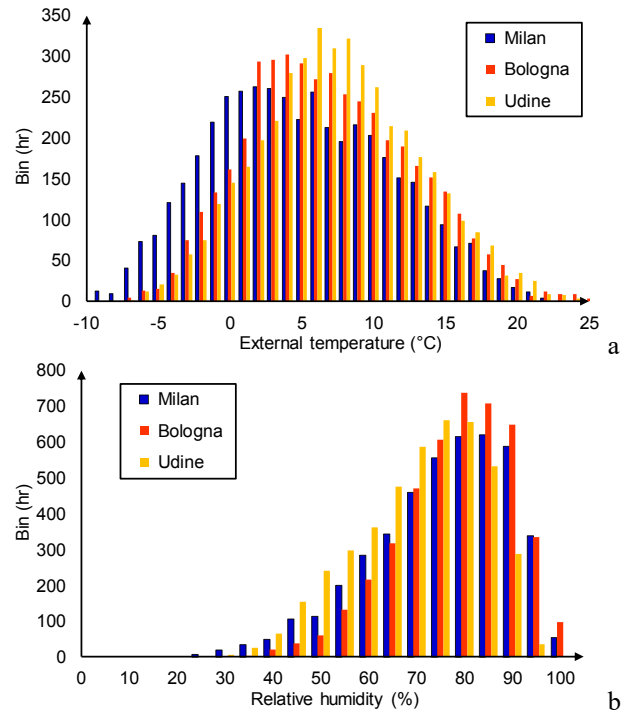 350
300
250
200
150
100
50
0
Bin (hr)
Milan
Bologna
Udine
-10 -5 0 5 10 15 20 25
External temperature (°C)
a
800
700
600
500
400
300
200
100
0
Bin (hr)
Milan
Bologna
Udine
0 10 20 30 40 50 60 70 80 90 100
Relative humidity (%)
b